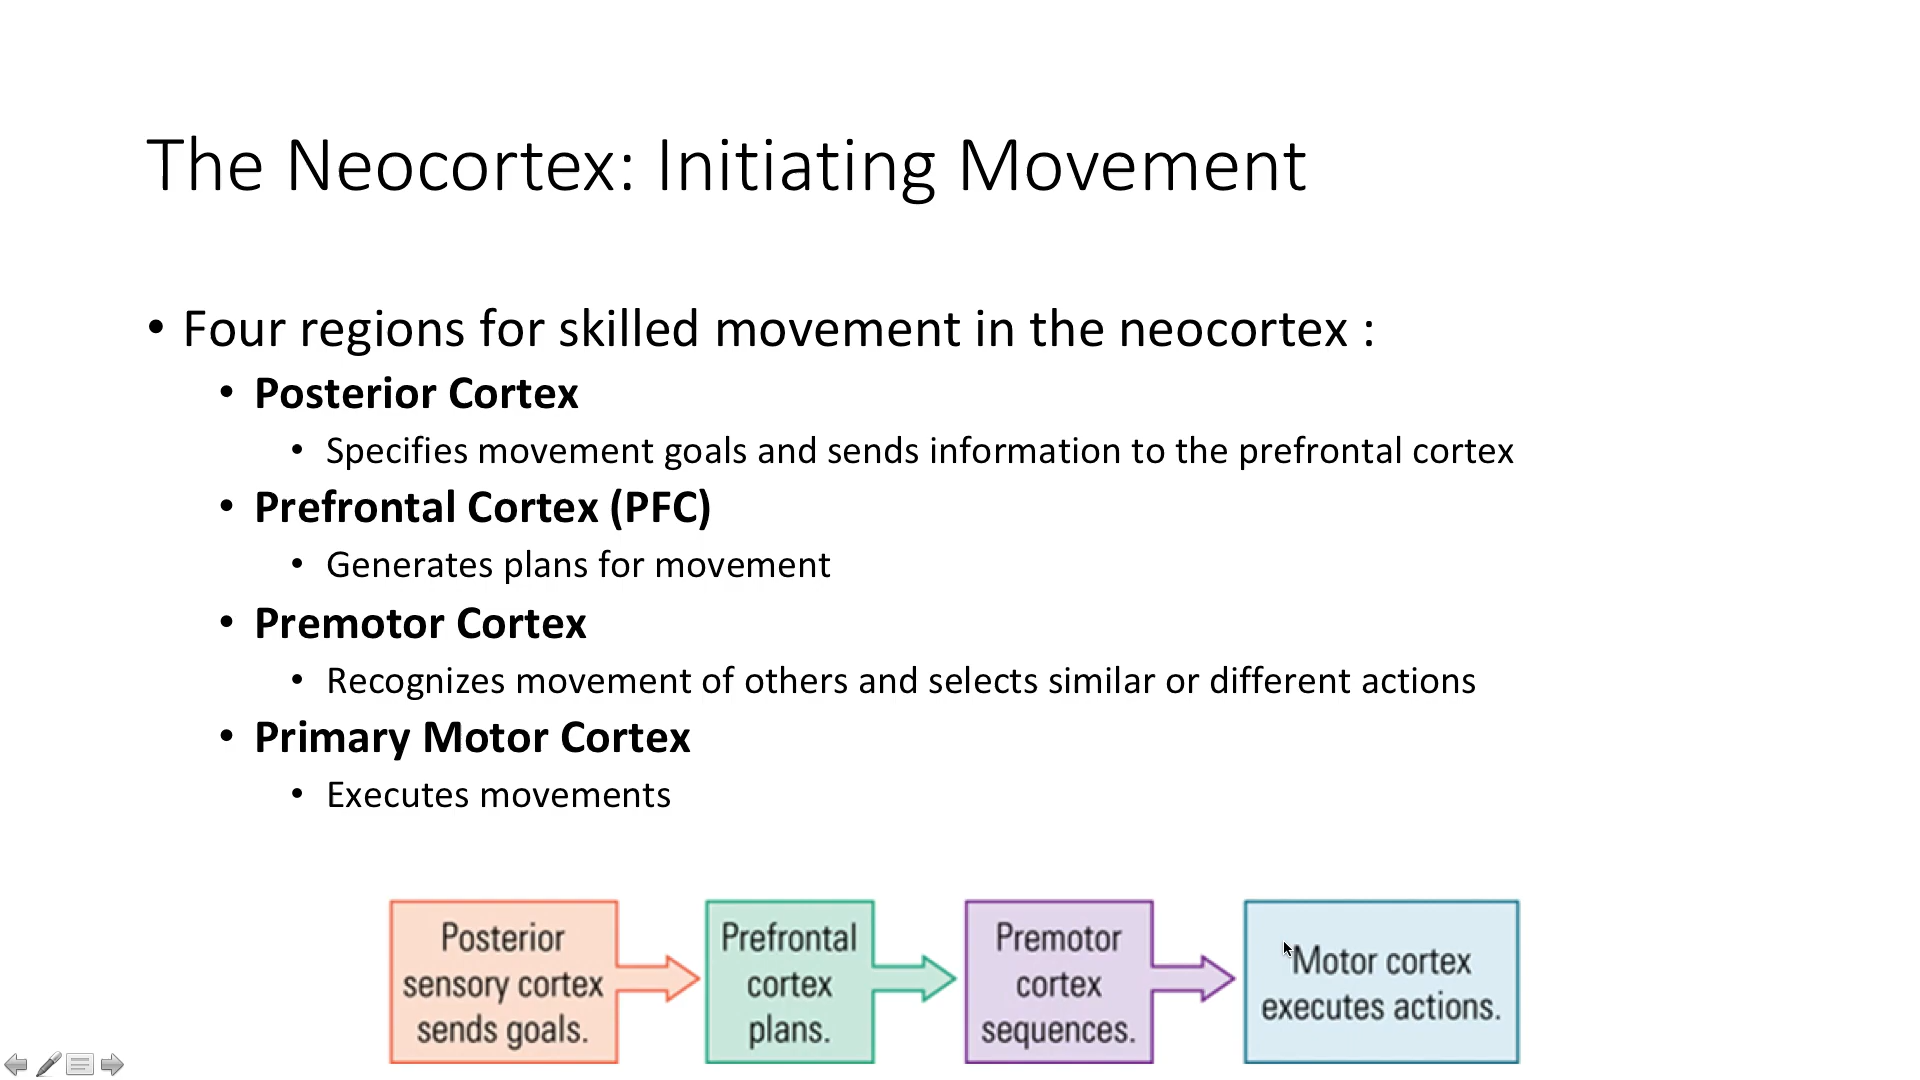 The Neocortex: Initiating Movement
• Four regions for skilled movement in the neocortex :
• Posterior Cortex
• Specifies movement goals and sends information to the prefrontal cortex
• Prefrontal Cortex (PFC)
• Generates plans for movement
• Premotor Cortex
• Recognizes movement of others and selects similar or different actions
• Primary Motor Cortex
• Executes movements
Posterior
sensory cortex
sends goals.
Prefrontal
cortex
plans.
Premotor
cortex
sequences.
Motor cortex
executes actions.